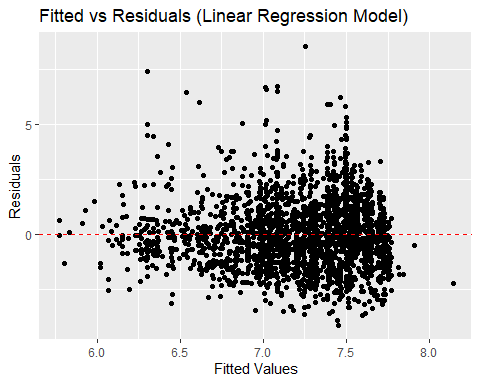 Fitted vs Residuals (Linear Regression Model)
Residuals
5
0
6.0 6.5 7.0 7.5 8.0
Fitted Values